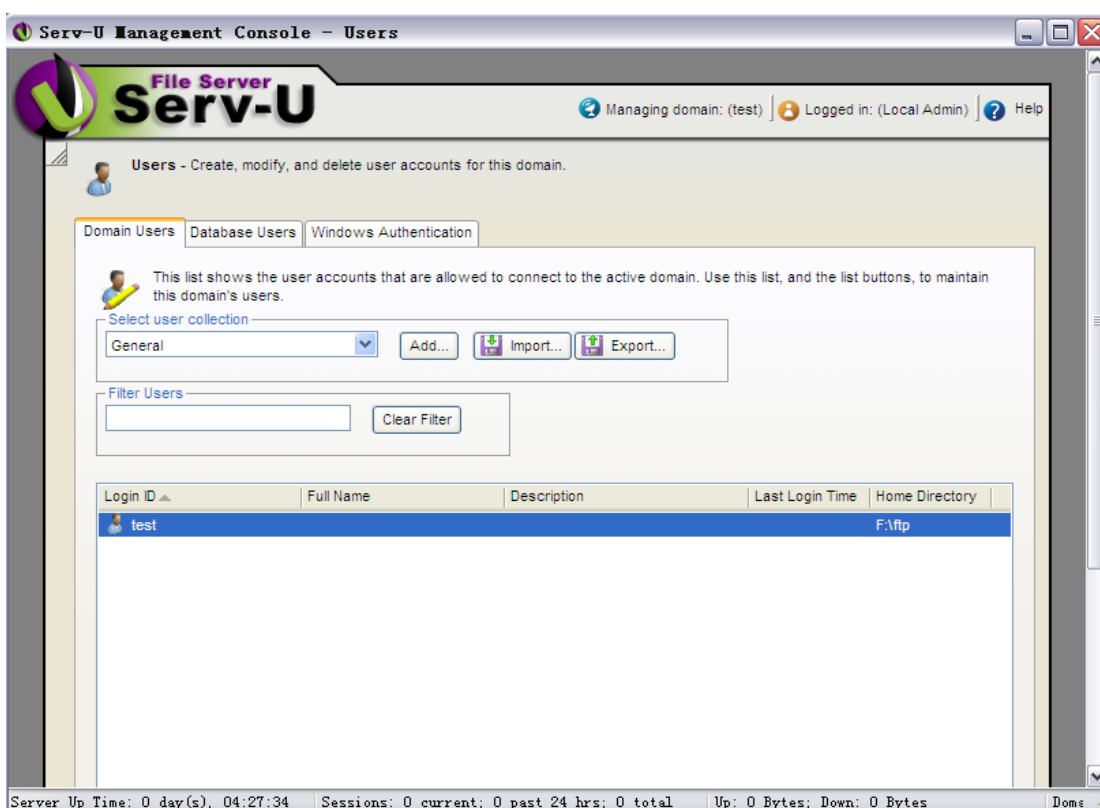 Serv-U Management Console - Users
File Server
Serv-U
Managing domain: (test) Logged in: (Local Admin) Help
Users - Create, modify, and delete user accounts for this domain.
Domain Users Database Users Windows Authentication
This list shows the user accounts that are allowed to connect to the active domain. Use this list, and the list buttons, to maintain
this domain's users.
Select user collection
General Add... Import... Export...
Filter Users
Clear Filter
Login ID Full Name Description Last Login Time Home Directory
test F:\ftp
Server Up Time: 0 day(s), 04:27:34 Sessions: 0 current; 0 past 24 hrs; 0 total Up: 0 Bytes; Down: 0 Bytes